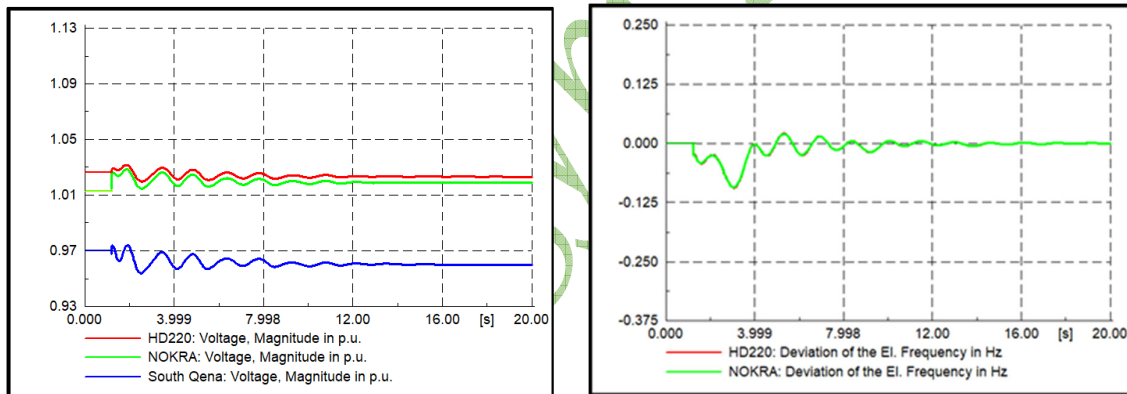 1.13
1.09
1.05
1.01
0.97
0.93
0.000 3.999 7.998 12.00 16.00 [s] 20.00
HD220: Voltage, Magnitude in p.u.
NOKRA: Voltage, Magnitude in p.u.
South Qena: Voltage, Magnitude in p.u.
0.250
0.125
0.000
-0.125
-0.250
-0.375
0.000 3.999 7.998 12.00 16.00 [s] 20.00
HD220: Deviation of the El. Frequency in Hz
NOKRA: Deviation of the El. Frequency in Hz